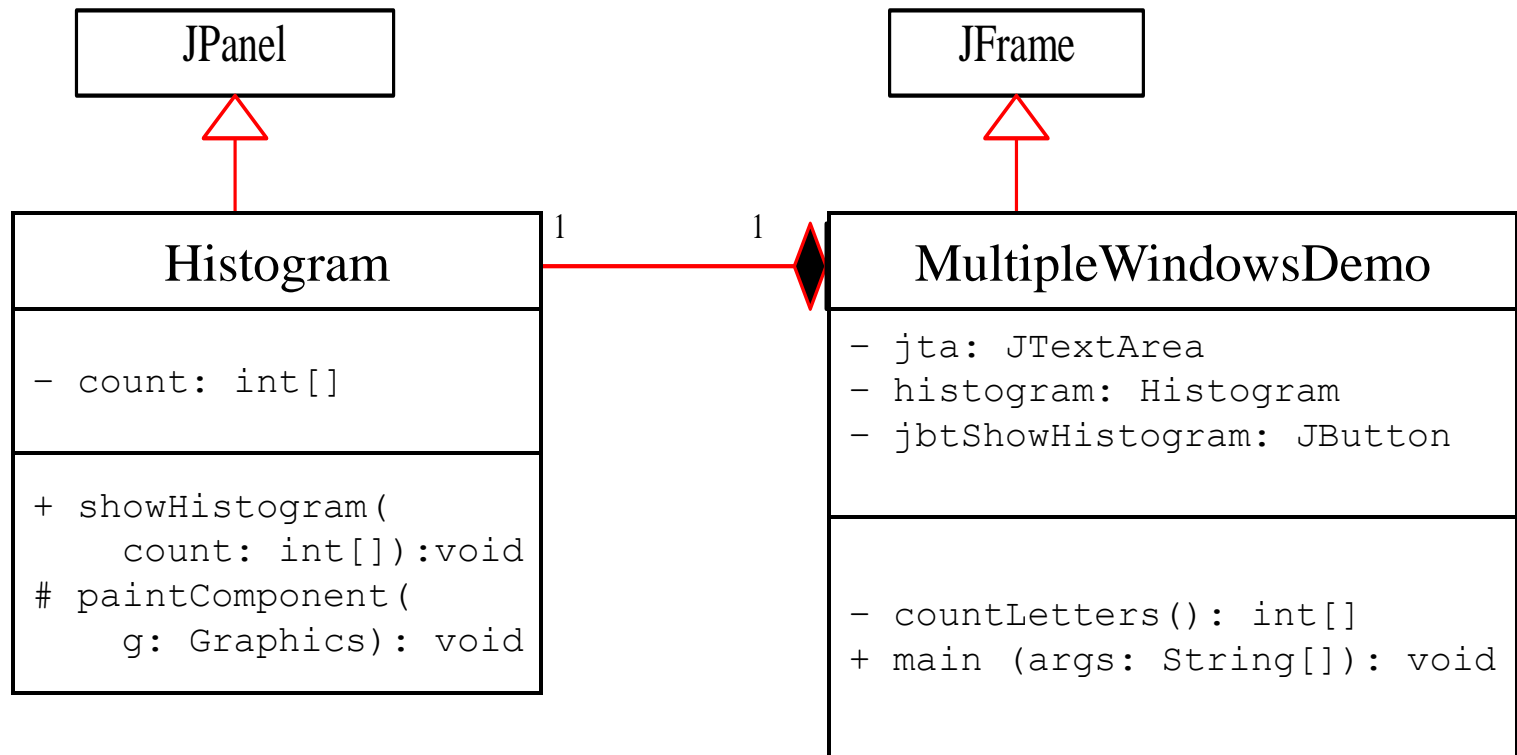 JPanel
JFrame
Histogram
1
1
MultipleWindowsDemo
- count: int[]
- jta: JTextArea
- histogram: Histogram
- jbtShowHistogram: JButton
+ showHistogram(
count: int[]):void
# paintComponent(
g: Graphics): void
- countLetters(): int[]
+ main (args: String[]): void